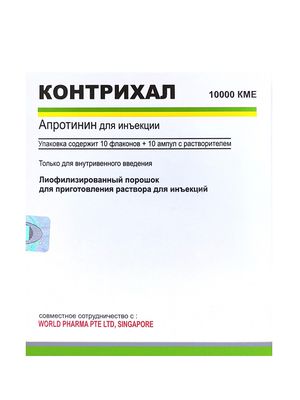 КОНТРИХАЛ 10000 КМЕ
Апротинин для инъекции
Упаковка содержит 10 флаконов + 10 ампул с растворителем
Только для внутривенного введения
Лиофилизированный порошок
для приготовления раствора для инъекций
совместное сотрудничество с :
WORLD PHARMA PTE LTD, SINGAPORE